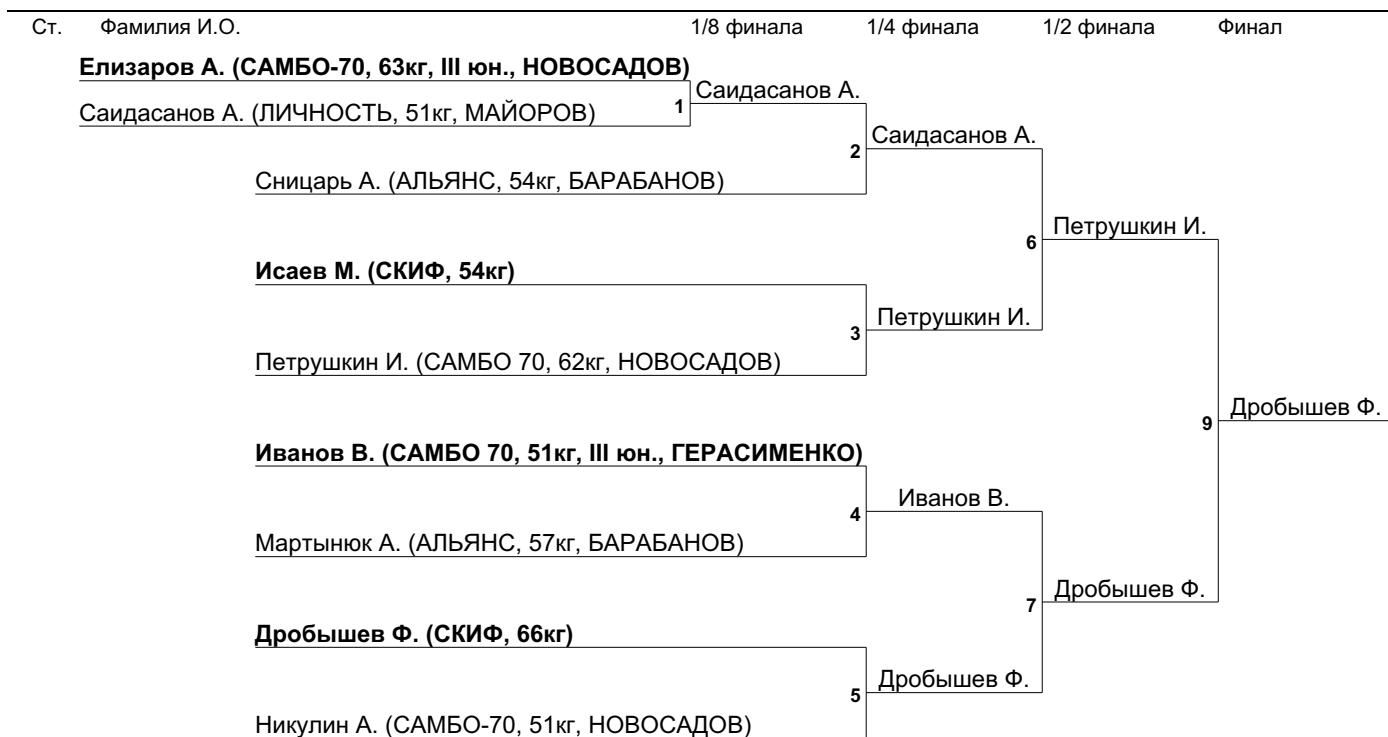 Ст. Фамилия И.О. 1/8 финала 1/4 финала 1/2 финала Финал
Елизаров А. (САМБО-70, 63кг, III юн., НОВОСАДОВ)
Саидасанов А.
Саидасанов А. (ЛИЧНОСТЬ, 51кг, МАЙОРОВ) 1
Саидасанов А.
2
Сницарь А. (АЛЬЯНС, 54кг, БАРАБАНОВ)
Петрушкин И.
6
Исаев М. (СКИФ, 54кг)
Петрушкин И.
3
Петрушкин И. (САМБО 70, 62кг, НОВОСАДОВ)
Дробышев Ф.
9
Иванов В. (САМБО 70, 51кг, III юн., ГЕРАСИМЕНКО)
Иванов В.
4
Мартынюк А. (АЛЬЯНС, 57кг, БАРАБАНОВ)
Дробышев Ф.
7
Дробышев Ф. (СКИФ, 66кг)
Дробышев Ф.
5
Никулин А. (САМБО-70, 51кг, НОВОСАДОВ)